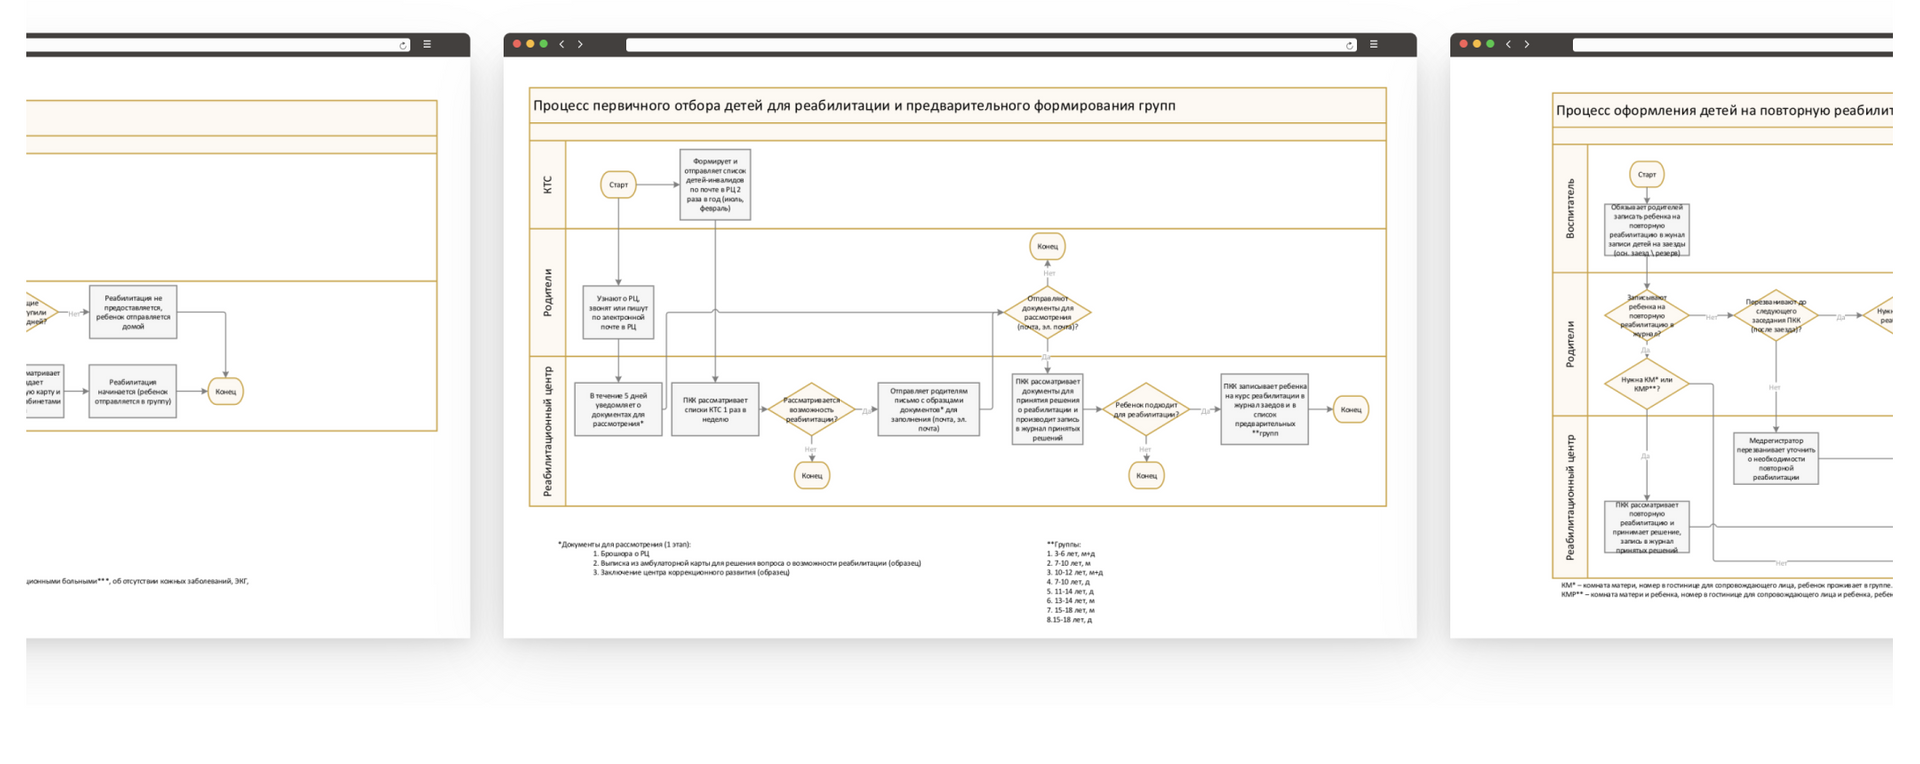 щие
упили
дней?
Нет
Реабилитация не
предоставляется,
ребенок отправляется
домой
матривает
дает
ую карту и
бинетами
Реабилитация
начинается (ребенок
отправляется в группу)
Конец
ционными больными***, об отсутствии кожных заболеваний, ЭКГ,
Процесс первичного отбора детей для реабилитации и предварительного формирования групп
КТС
Старт
Формирует и
отправляет список
детей-инвалидов
по почте в РЦ 2
раза в год (июль,
февраль)
Родители
Узнают о РЦ,
звонят или пишут
по электронной
почте в РЦ
Конец
Нет
Отправляют
документы для
рассмотрения
(почта, эл. почта)?
Да
Реабилитационный центр
В течение 5 дней
уведомляет о
документах для
рассмотрения*
ПКК рассматривает
списки КТС 1 раз в
неделю
Рассматривается
возможность
реабилитации?
Да
Нет
Конец
Отправляет родителям
письмо с образцами
документов* для
заполнения (почта, эл.
почта)
ПКК рассматривает
документы для
принятия решения
о реабилитации и
производит запись
в журнал принятых
решений
Ребенок подходит
для реабилитации?
Да
Нет
Конец
ПКК записывает ребенка
на курс реабилитации в
журнал заедов и в
список
предварительных
**групп
Конец
*Документы для рассмотрения (1 этап):
1. Брошюра о РЦ
2. Выписка из амбулаторной карты для решения вопроса о возможности реабилитации (образец)
3. Заключение центра коррекционного развития (образец)
**Группы:
1. 3-6 лет, м+д
2. 7-10 лет, м
3. 10-12 лет, м+д
4. 7-10 лет, д
5. 11-14 лет, д
6. 13-14 лет, м
7. 15-18 лет, м
8.15-18 лет, д
Процесс оформления детей на повторную реабилит
Воспитатель
Старт
Обязывает родителей
записать ребенка на
повторную
реабилитацию в жунал
записи детей на заезды
(осн. заезд \ резерв)
Родители
Записывают
ребенка на
повторную
реабилитацию в
журнал?
Нет
Перезванивают до
следующего
заседания ПКК
(после заезда)?
Да
Нуж
реа
Да
Нужна КМ* или
КМР**?
Нет
Реабилитационный центр
Да
Медрегистратор
перезванивает уточнить
о необходимости
повторной
реабилитации
ПКК рассматривает
повторную
реабилитацию и
принимает решение,
запись в журнал
принятых решений
Нет
КМ* – комната матери, номер в гостинице для сопровождающего лица, ребенок проживает в группе.
КМР** – комната матери и ребенка, номер в гостинице для сопровождающего лица и ребенка, ребен